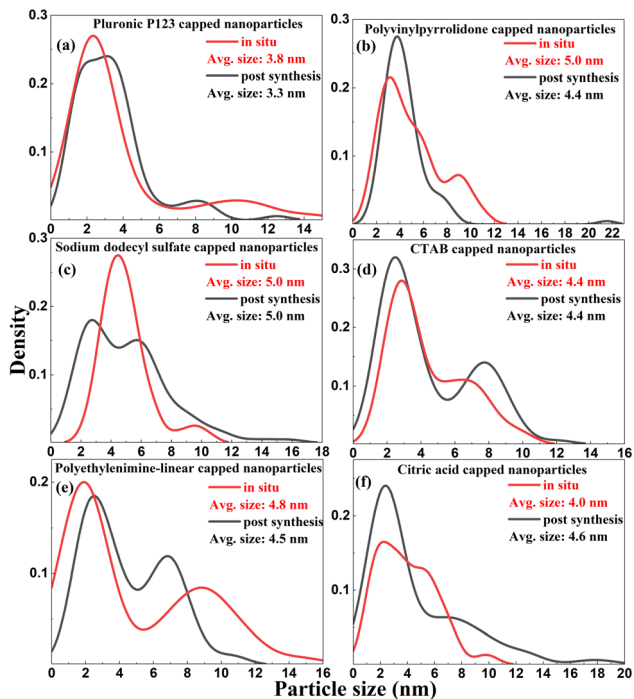 Pluronic P123 capped nanoparticles
(a)
in situ
Avg. size: 3.8 nm
post synthesis
Avg. size: 3.3 nm
0.3
0.2
0.1
0 2 4 6 8 10 12 14
Polyvinylpyrrolidone capped nanoparticles
(b)
in situ
Avg. size: 5.0 nm
post synthesis
Avg. size: 4.4 nm
0.3
0.2
0.1
0 2 4 6 8 10 12 14 16 18 20 22
Sodium dodecyl sulfate capped nanoparticles
(c)
in situ
Avg. size: 5.0 nm
post synthesis
Avg. size: 5.0 nm
0.3
0.2
0.1
0 2 4 6 8 10 12 14 16 18
CTAB capped nanoparticles
(d)
in situ
Avg. size: 4.4 nm
post synthesis
Avg. size: 4.4 nm
0.3
0.2
0.1
0 2 4 6 8 10 12 14 16
Density
Polyethylenimine-linear capped nanoparticles
(e)
in situ
Avg. size: 4.8 nm
post synthesis
Avg. size: 4.5 nm
0.2
0.1
0 2 4 6 8 10 12 14 16
Citric acid capped nanoparticles
(f)
in situ
Avg. size: 4.0 nm
post synthesis
Avg. size: 4.6 nm
0.2
0.1
0 2 4 6 8 10 12 14 16 18 20
Particle size (nm)